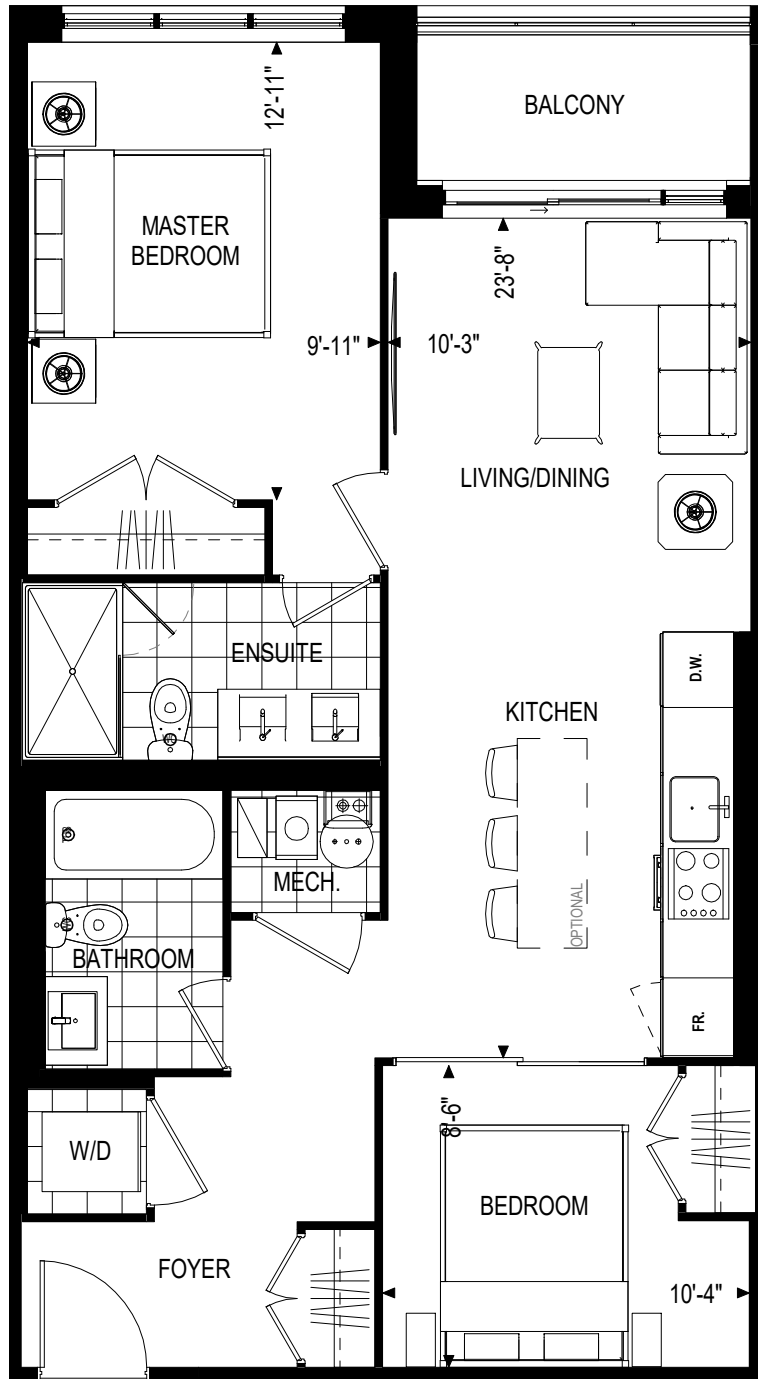 BALCONY
12'-11"
MASTER
BEDROOM
23'-8"
9'-11"
10'-3"
LIVING/DINING
ENSUITE
D.W.
KITCHEN
MECH.
OPTIONAL
BATHROOM
FR.
8'-6"
W/D
BEDROOM
FOYER
10'-4"